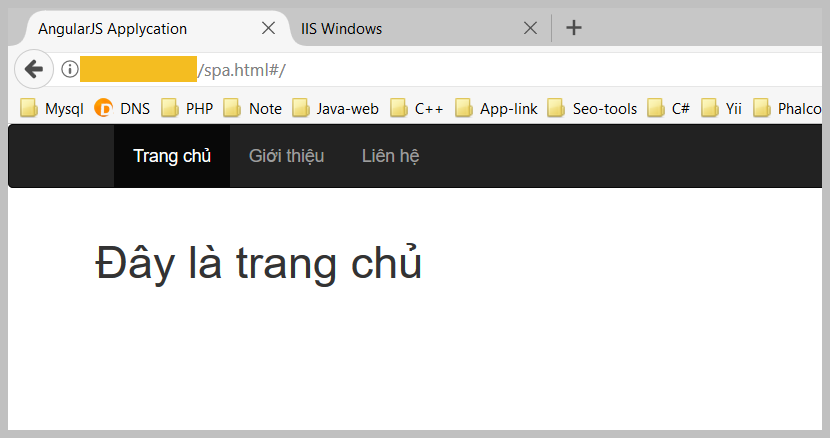 AngularJS Applycation IIS Windows
/spa.html#/
Mysql DNS PHP Note Java-web C++ App-link Seo-tools C# Yii Phalco
Trang chủ Giới thiệu Liên hệ
Đây là trang chủ